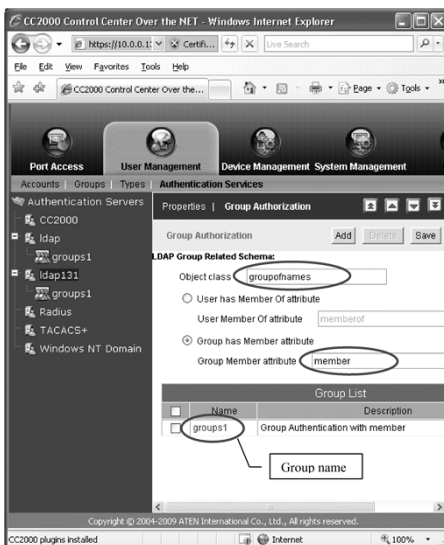 CC2000 Control Center Over the NET - Windows Internet Explorer
https://10.0.0.1
Certifi...
Live Search
File Edit View Favorites Tools Help
CC2000 Control Center Over the...
Page Tools
Port Access
User Management
Device Management
System Management
Accounts | Groups | Types | Authentication Services
Authentication Servers
CC2000
ldap
groups1
ldap131
groups1
Radius
TACACS+
Windows NT Domain
Properties | Group Authorization
Group Authorization
Add Delete Save
LDAP Group Related Schema:
Object class groupofnames
User has Member Of attribute
User Member Of attribute memberof
Group has Member attribute
Group Member attribute member
Group List
Name Description
groups1 Group Authentication with member
Group name
Copyright © 2004-2009 ATEN International Co., Ltd., All rights reserved.
CC2000 plugins installed
Internet
100%